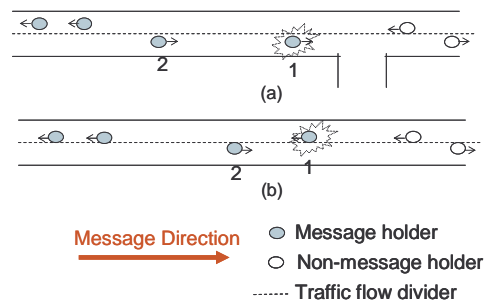 2
1
(a)
2
1
(b)
Message Direction
Message holder
Non-message holder
Traffic flow divider